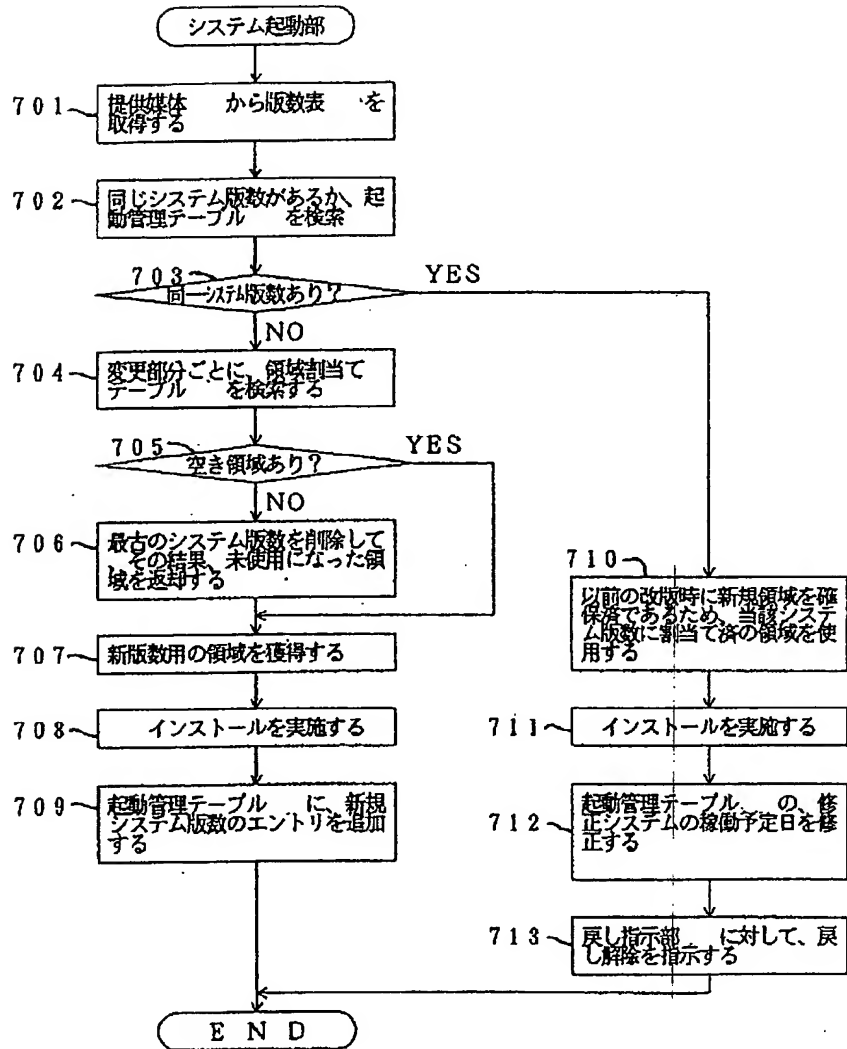 システム起動部
701
提供媒体 から版数表 を
取得する
702
同じシステム版数があるか、起
動管理テーブル を検索
703
同一システム版数あり？
YES
NO
704
変更部分ごとに、領域割当て
テーブル を検索する
705
空き領域あり？
YES
NO
706
最古のシステム版数を削除して
、その結果、未使用になった領
域を返却する
707
新版数用の領域を獲得する
708
インストールを実施する
709
起動管理テーブル に、新規
システム版数のエントリを追加
する
710
以前の改版時に新規領域を確
保済であるため、当該システ
ム版数に割当て済の領域を使
用する
711
インストールを実施する
712
起動管理テーブル の、修
正システムの稼働予定日を修
正する
713
戻し指示部 に対して、戻
し解除を指示する
END